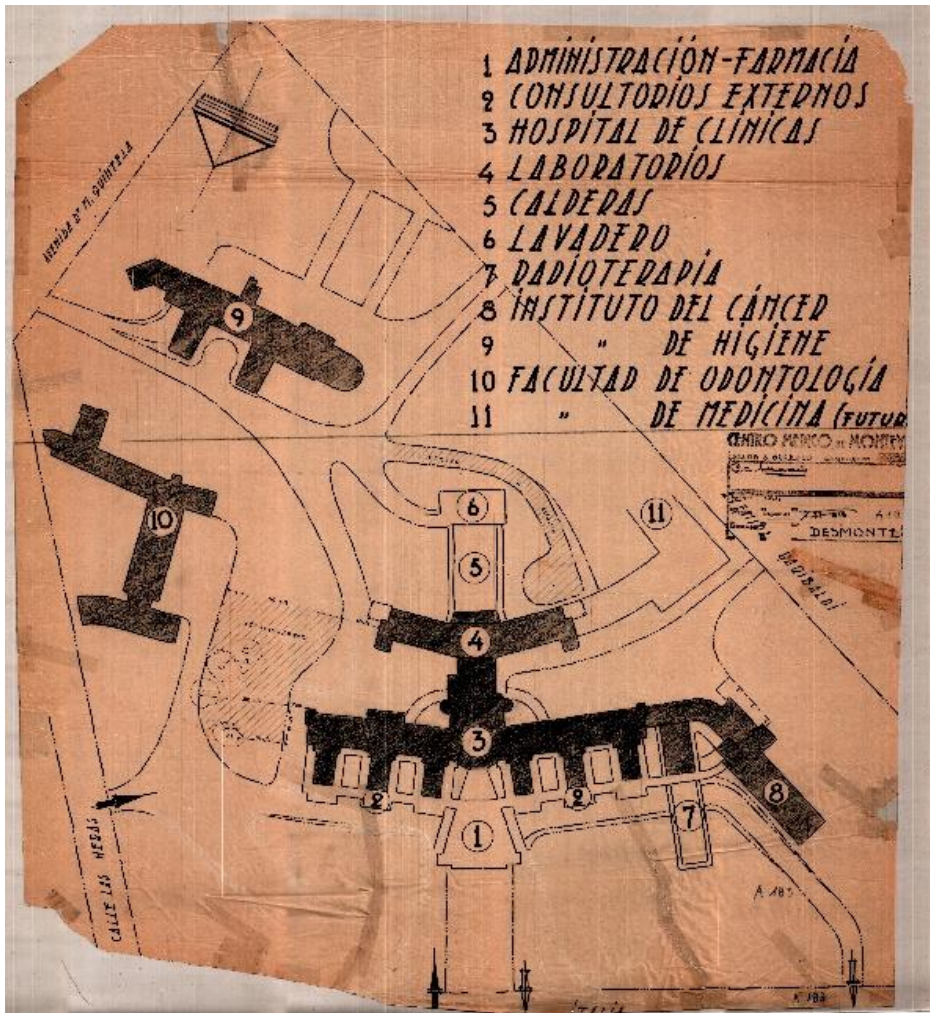 1 ADMINISTRACIÓN-FARMACIA
2 CONSULTORIOS EXTERNOS
3 HOSPITAL DE CLÍNICAS
4 LABORATORIOS
5 CALDERAS
6 LAVADERO
7 RADIOTERAPIA
8 INSTITUTO DEL CÁNCER
9 " DE HIGIENE
10 FACULTAD DE ODONTOLOGÍA
11 " DE MEDICINA (FUTUR
CENTRO MEDICO DE MONTEV
DESMONTE
AVENIDA Dr M. QUINTELA
GARIBALDI
CALLE LAS HERAS
ITALIA
9
10
6
5
11
4
3
2
2
8
7
1
A 183
A 183